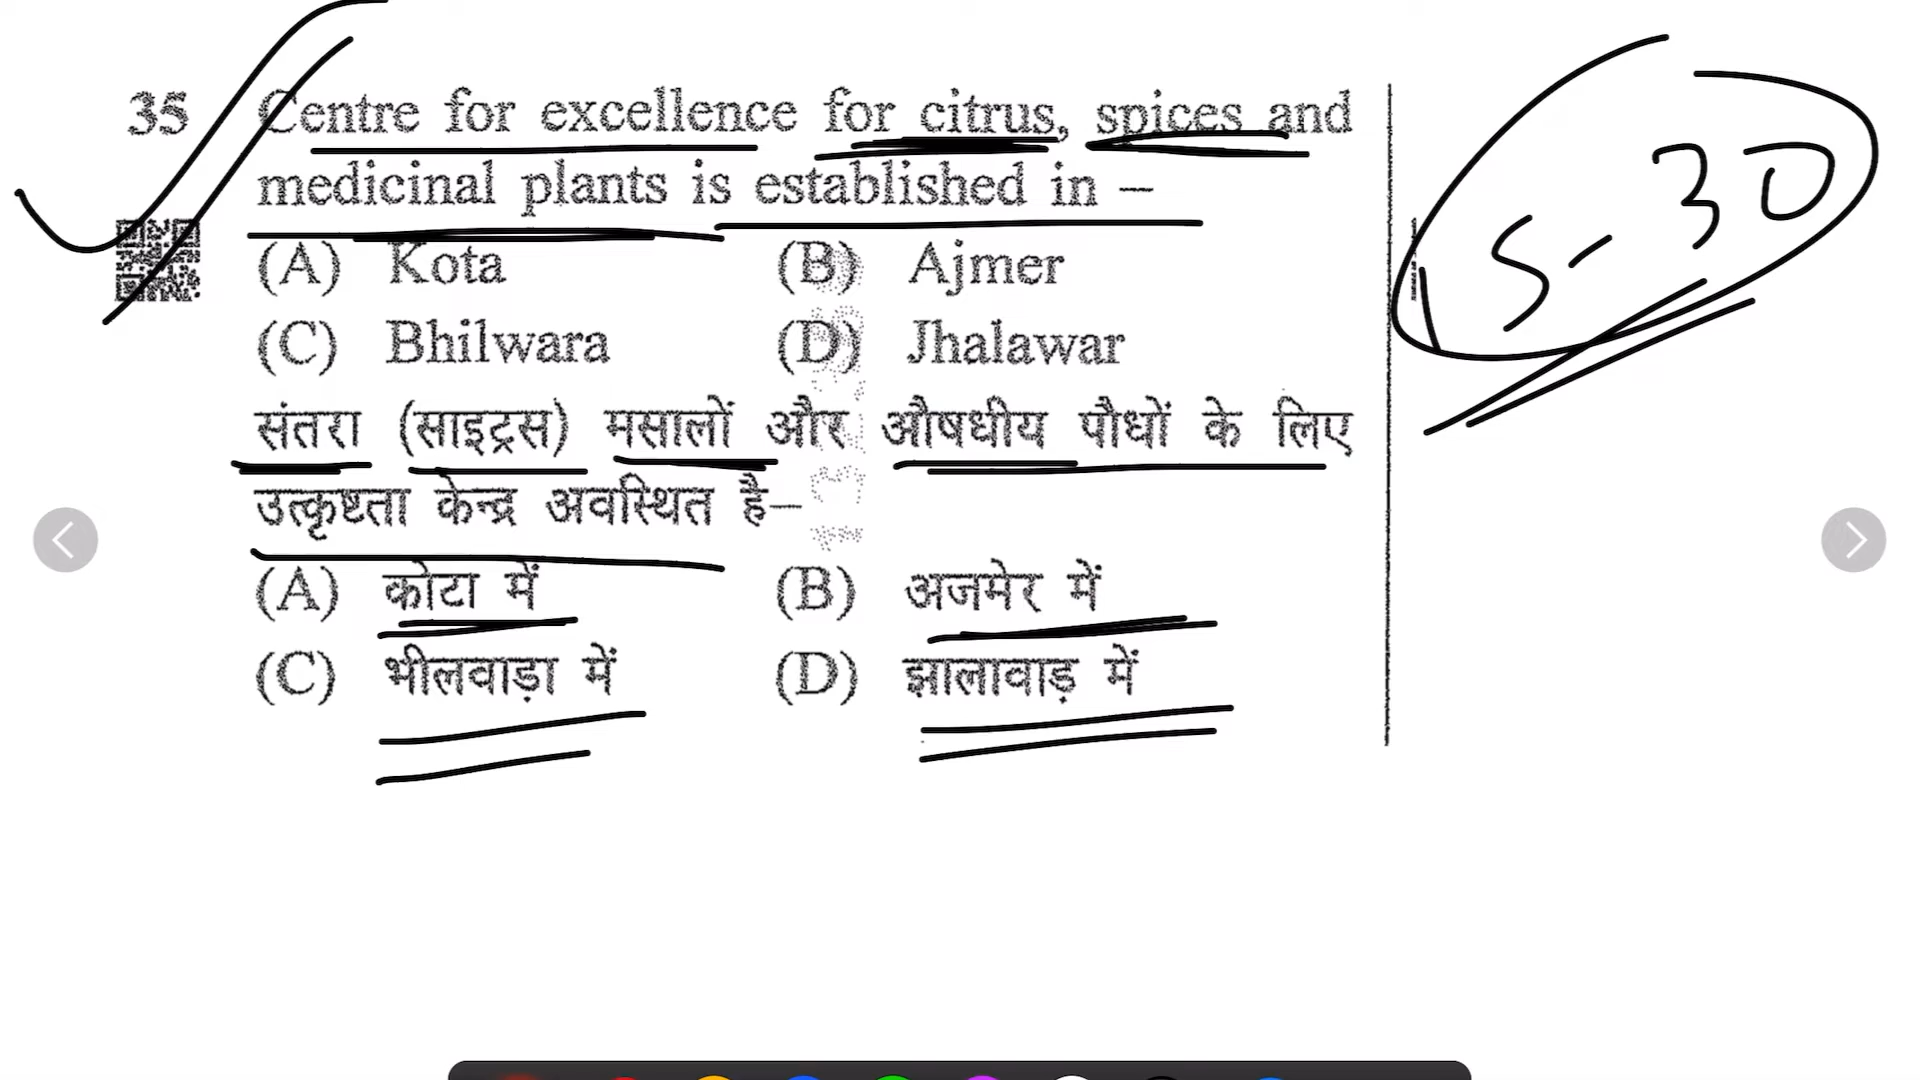 35 Centre for excellence for citrus, spices and
medicinal plants is established in –
(A) Kota (B) Ajmer
(C) Bhilwara (D) Jhalawar
संतरा (साइट्रस) मसालों और औषधीय पौधों के लिए
उत्कृष्टता केन्द्र अवस्थित है–
(A) कोटा में (B) अजमेर में
(C) भीलवाड़ा में (D) झालावाड़ में
15-30